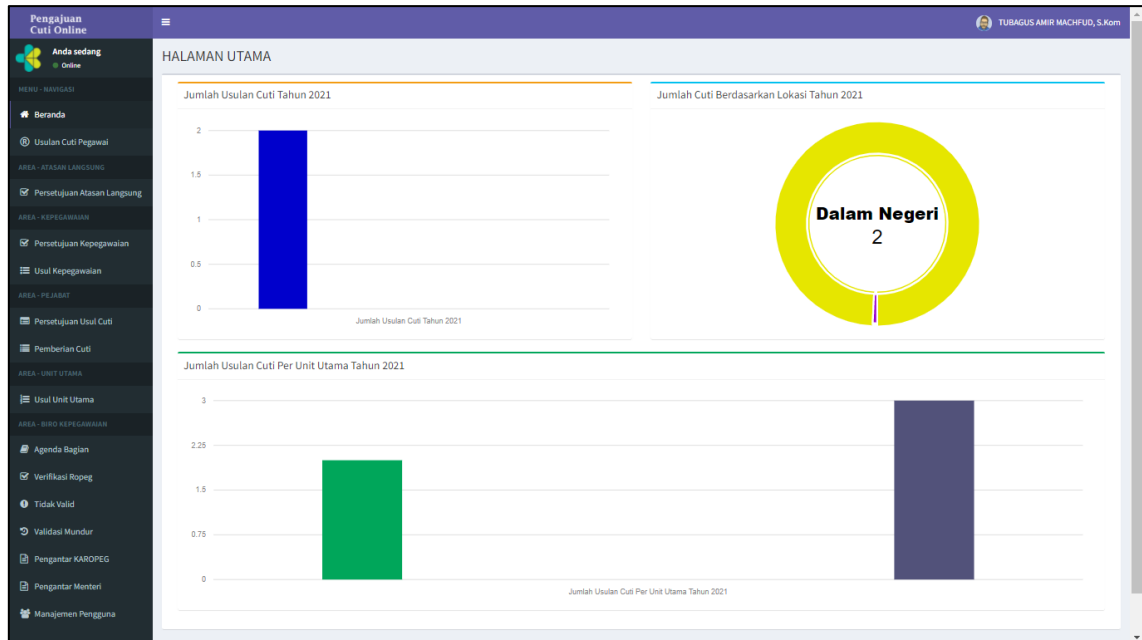 Pengajuan
Cuti Online
TUBAGUS AMIR MACHFUD, S.Kom
Anda sedang
Online
MENU - NAVIGASI
Beranda
Usulan Cuti Pegawai
AREA - ATASAN LANGSUNG
Persetujuan Atasan Langsung
AREA - KEPEGAWAIAN
Persetujuan Kepegawaian
Usul Kepegawaian
AREA - PEJABAT
Persetujuan Usul Cuti
Pemberian Cuti
AREA - UNIT UTAMA
Usul Unit Utama
AREA - BIRO KEPEGAWAIAN
Agenda Bagian
Verifikasi Ropeg
Tidak Valid
Validasi Mundur
Pengantar KAROPEG
Pengantar Menteri
Manajemen Pengguna
HALAMAN UTAMA
Jumlah Usulan Cuti Tahun 2021
2
1.5
1
0.5
0
Jumlah Usulan Cuti Tahun 2021
Jumlah Cuti Berdasarkan Lokasi Tahun 2021
Dalam Negeri
2
Jumlah Usulan Cuti Per Unit Utama Tahun 2021
3
2.25
1.5
0.75
0
Jumlah Usulan Cuti Per Unit Utama Tahun 2021